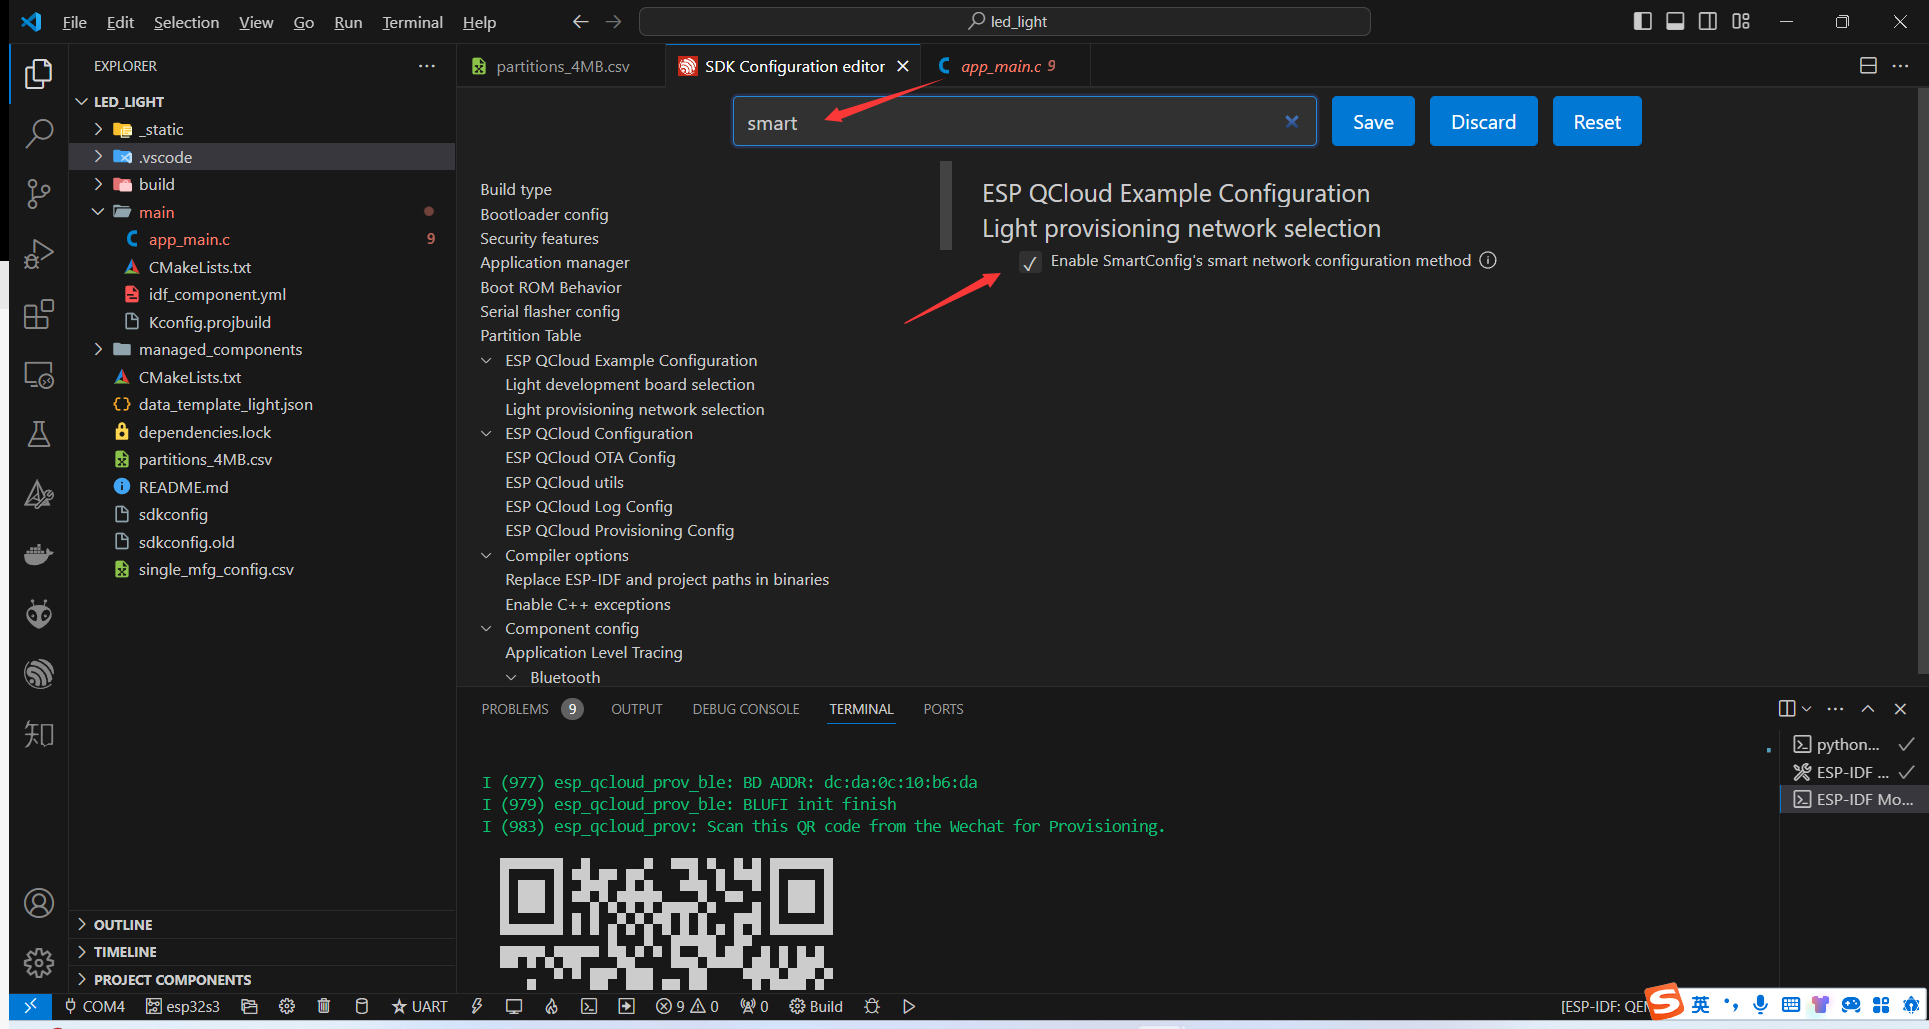 File Edit Selection View Go Run Terminal Help
led_light
EXPLORER
LED_LIGHT
_static
.vscode
build
main
app_main.c 9
CMakeLists.txt
idf_component.yml
Kconfig.projbuild
managed_components
CMakeLists.txt
data_template_light.json
dependencies.lock
partitions_4MB.csv
README.md
sdkconfig
sdkconfig.old
single_mfg_config.csv
OUTLINE
TIMELINE
PROJECT COMPONENTS
知
partitions_4MB.csv
SDK Configuration editor
app_main.c 9
smart
Save
Discard
Reset
Build type
Bootloader config
Security features
Application manager
Boot ROM Behavior
Serial flasher config
Partition Table
ESP QCloud Example Configuration
Light development board selection
Light provisioning network selection
ESP QCloud Configuration
ESP QCloud OTA Config
ESP QCloud utils
ESP QCloud Log Config
ESP QCloud Provisioning Config
Compiler options
Replace ESP-IDF and project paths in binaries
Enable C++ exceptions
Component config
Application Level Tracing
Bluetooth
ESP QCloud Example Configuration
Light provisioning network selection
Enable SmartConfig's smart network configuration method
PROBLEMS 9 OUTPUT DEBUG CONSOLE TERMINAL PORTS
I (977) esp_qcloud_prov_ble: BD ADDR: dc:da:0c:10:b6:da
I (979) esp_qcloud_prov_ble: BLUFI init finish
I (983) esp_qcloud_prov: Scan this QR code from the Wechat for Provisioning.
python...
ESP-IDF ...
ESP-IDF Mo...
COM4 esp32s3 UART 9 0 0 Build [ESP-IDF: QE
S 英